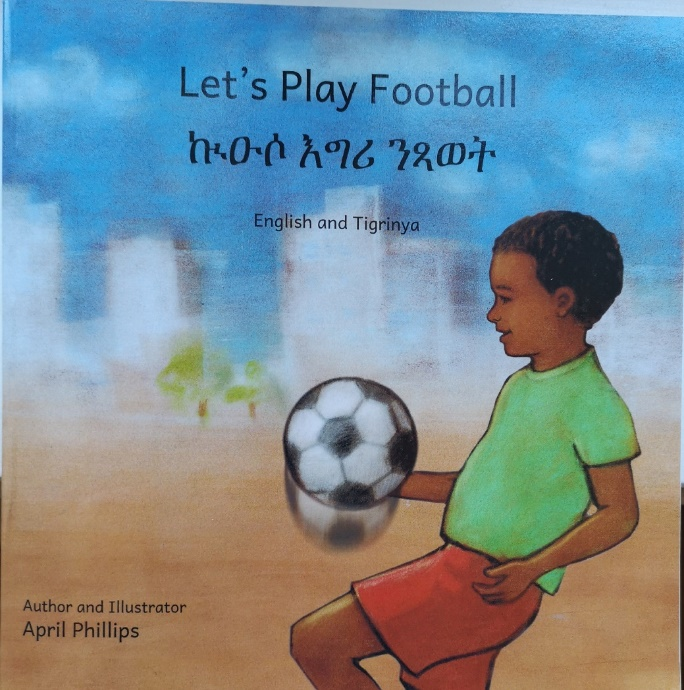 Let's Play Football
ኩዑሶ እግሪ ንጻወት
English and Tigrinya
Author and Illustrator
April Phillips